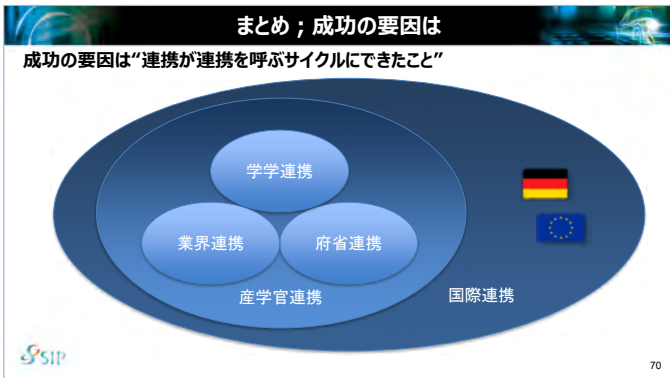 まとめ；成功の要因は
成功の要因は“連携が連携を呼ぶサイクルにできたこと”
学学連携
業界連携
府省連携
産学官連携
国際連携
SIP
70